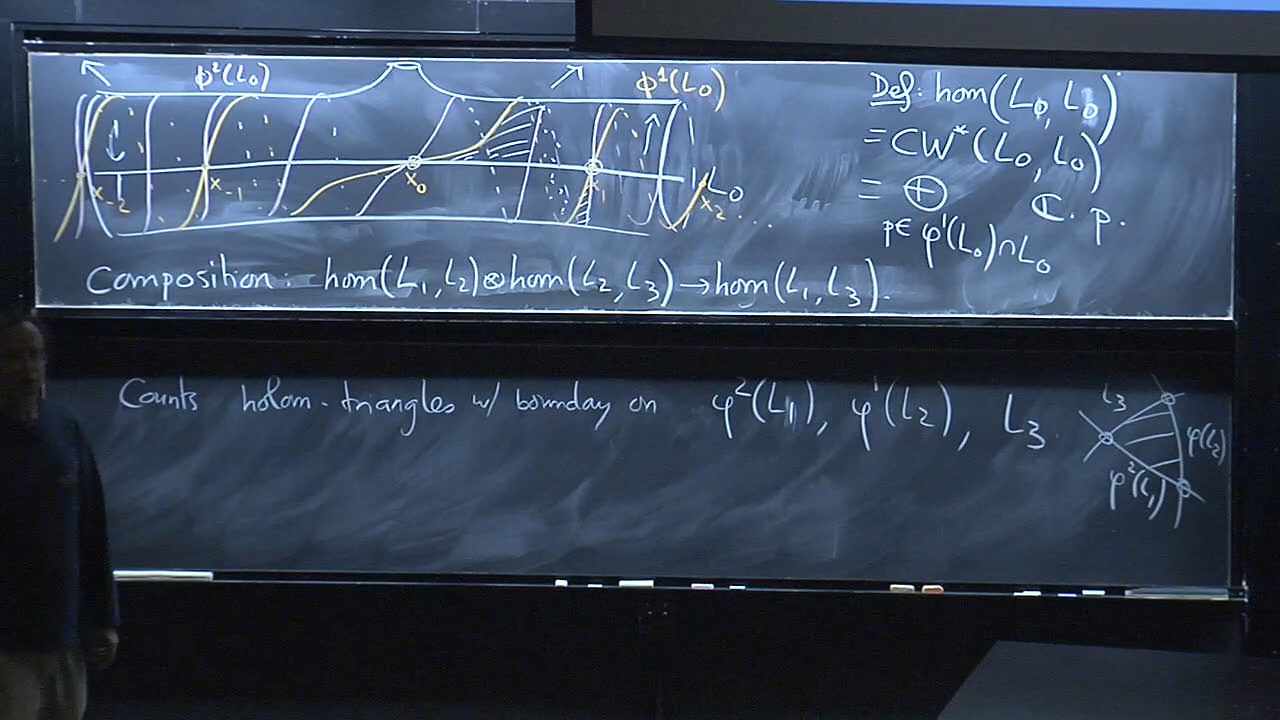 ϕ²(L₀)
ϕ¹(L₀)
x₋₂
x₋₁
x₀
x₁
L₀
x₂ . . .
Def: hom(L₀, L₀)
= CW*(L₀, L₀)
= ⊕ ℂ. p.
p∈ φ¹(L₀)∩L₀
Composition: hom(L₁, L₂)⊗hom(L₂, L₃) → hom(L₁, L₃).
Counts holom. triangles w/ bounday on φ²(L₁), φ¹(L₂), L₃.
L₃
φ(L₂)
φ²(L₁)